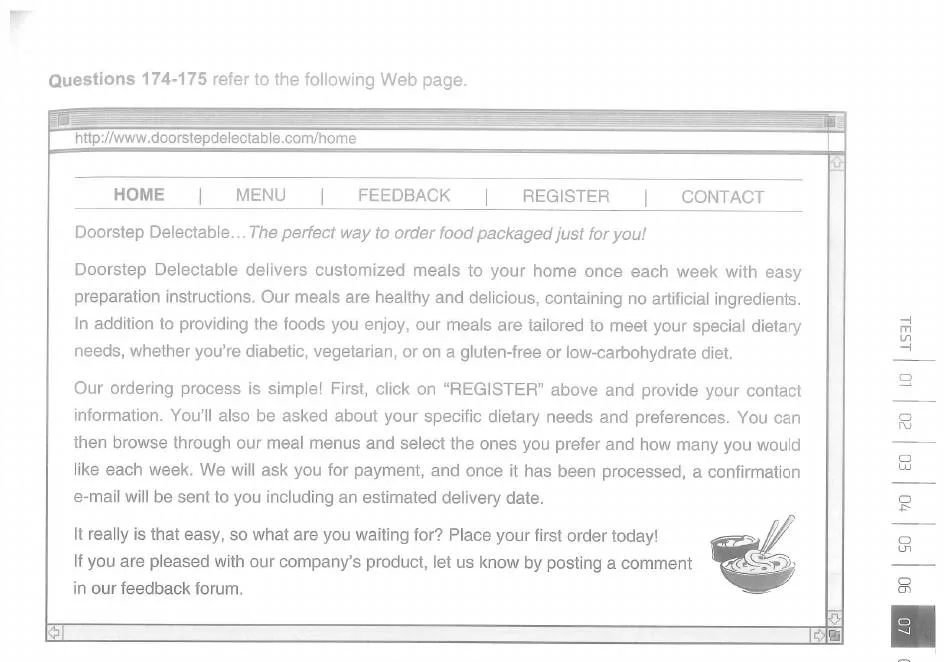 Questions 174-175 refer to the following Web page.
http://www.doorstepdelectable.com/home
HOME | MENU | FEEDBACK | REGISTER | CONTACT
Doorstep Delectable... The perfect way to order food packaged just for you!
Doorstep Delectable delivers customized meals to your home once each week with easy
preparation instructions. Our meals are healthy and delicious, containing no artificial ingredients.
In addition to providing the foods you enjoy, our meals are tailored to meet your special dietary
needs, whether you're diabetic, vegetarian, or on a gluten-free or low-carbohydrate diet.
Our ordering process is simple! First, click on “REGISTER” above and provide your contact
information. You'll also be asked about your specific dietary needs and preferences. You can
then browse through our meal menus and select the ones you prefer and how many you would
like each week. We will ask you for payment, and once it has been processed, a confirmation
e-mail will be sent to you including an estimated delivery date.
It really is that easy, so what are you waiting for? Place your first order today!
If you are pleased with our company's product, let us know by posting a comment
in our feedback forum.
TEST
01
02
03
04
05
06
07